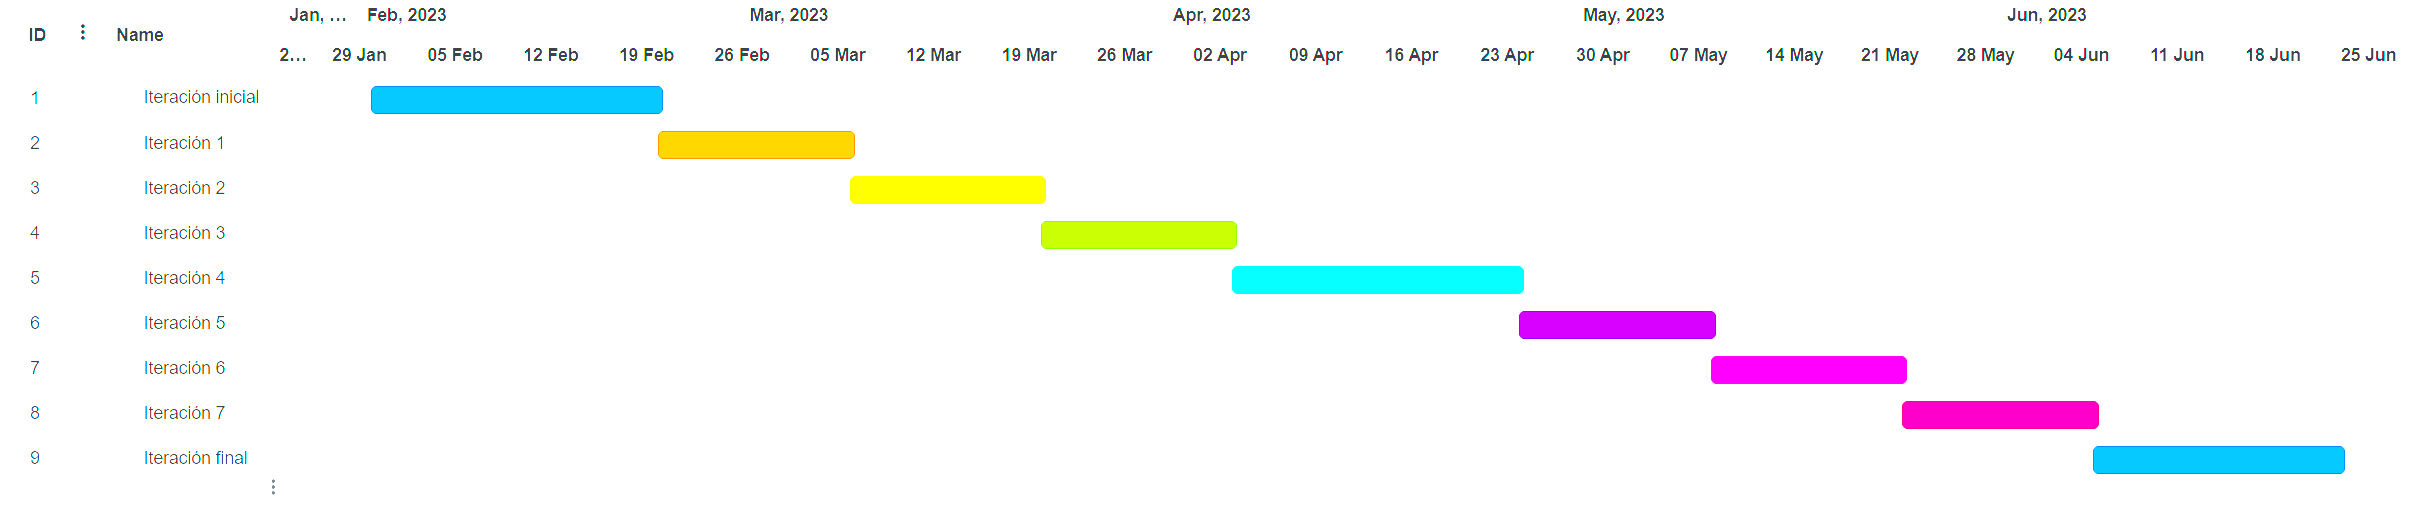 Jan, ... Feb, 2023 Mar, 2023 Apr, 2023 May, 2023 Jun, 2023
ID Name
2... 29 Jan 05 Feb 12 Feb 19 Feb 26 Feb 05 Mar 12 Mar 19 Mar 26 Mar 02 Apr 09 Apr 16 Apr 23 Apr 30 Apr 07 May 14 May 21 May 28 May 04 Jun 11 Jun 18 Jun 25 Jun
1 Iteración inicial
2 Iteración 1
3 Iteración 2
4 Iteración 3
5 Iteración 4
6 Iteración 5
7 Iteración 6
8 Iteración 7
9 Iteración final